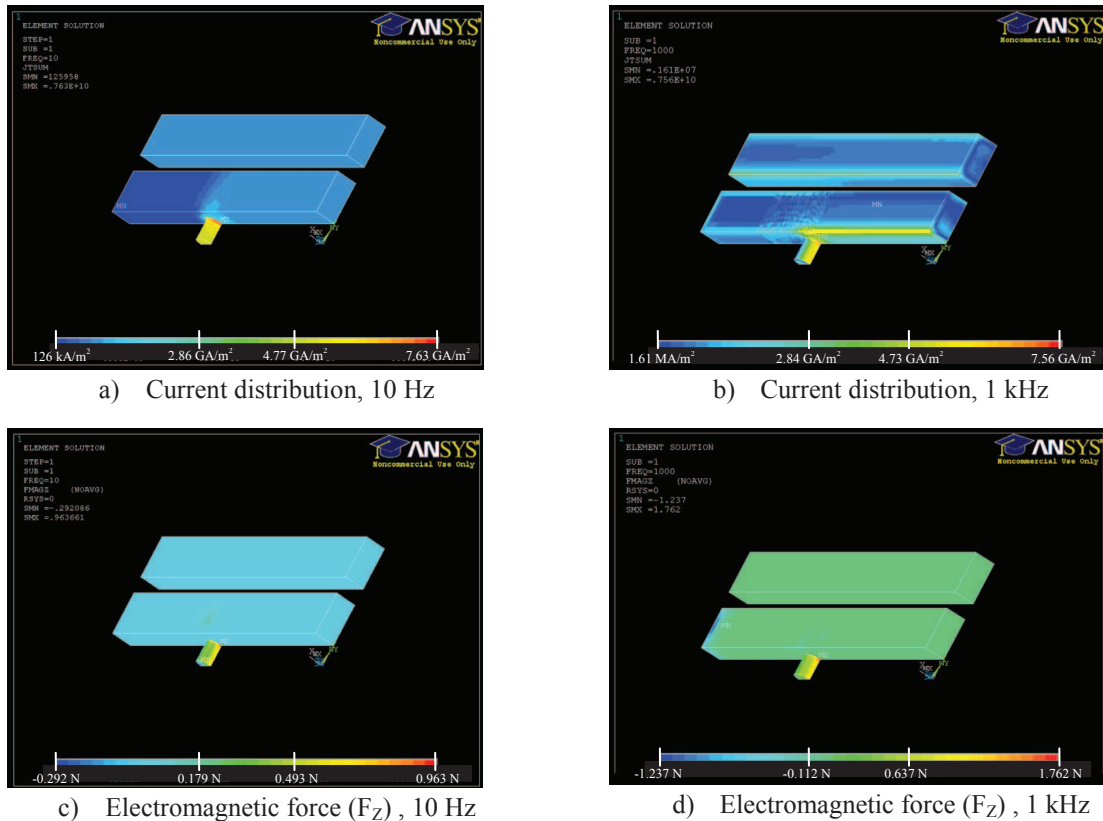 1
ANSYS
Noncommercial Use Only
ELEMENT SOLUTION
STEP=1
SUB =1
FREQ=10
JTSUM
SMN =125958
SMX =.763E+10
MN
MX
X
MX
WY
126 kA/m²
2.86 GA/m²
4.77 GA/m²
7.63 GA/m²
a) Current distribution, 10 Hz
1
ANSYS
Noncommercial Use Only
ELEMENT SOLUTION
SUB =1
FREQ=1000
JTSUM
SMN =.161E+07
SMX =.756E+10
MN
X
MX
1.61 MA/m²
2.84 GA/m²
4.73 GA/m²
7.56 GA/m²
b) Current distribution, 1 kHz
1
ANSYS
Noncommercial Use Only
ELEMENT SOLUTION
STEP=1
SUB =1
FREQ=10
FMAGZ (NOAVG)
RSYS=0
SMN =-.292086
SMX =.963661
X
-0.292 N
0.179 N
0.493 N
0.963 N
c) Electromagnetic force (F_Z) , 10 Hz
1
ANSYS
Noncommercial Use Only
ELEMENT SOLUTION
SUB =1
FREQ=1000
FMAGZ (NOAVG)
RSYS=0
SMN =-1.237
SMX =1.762
MN
MX
X
-1.237 N
-0.112 N
0.637 N
1.762 N
d) Electromagnetic force (F_Z) , 1 kHz